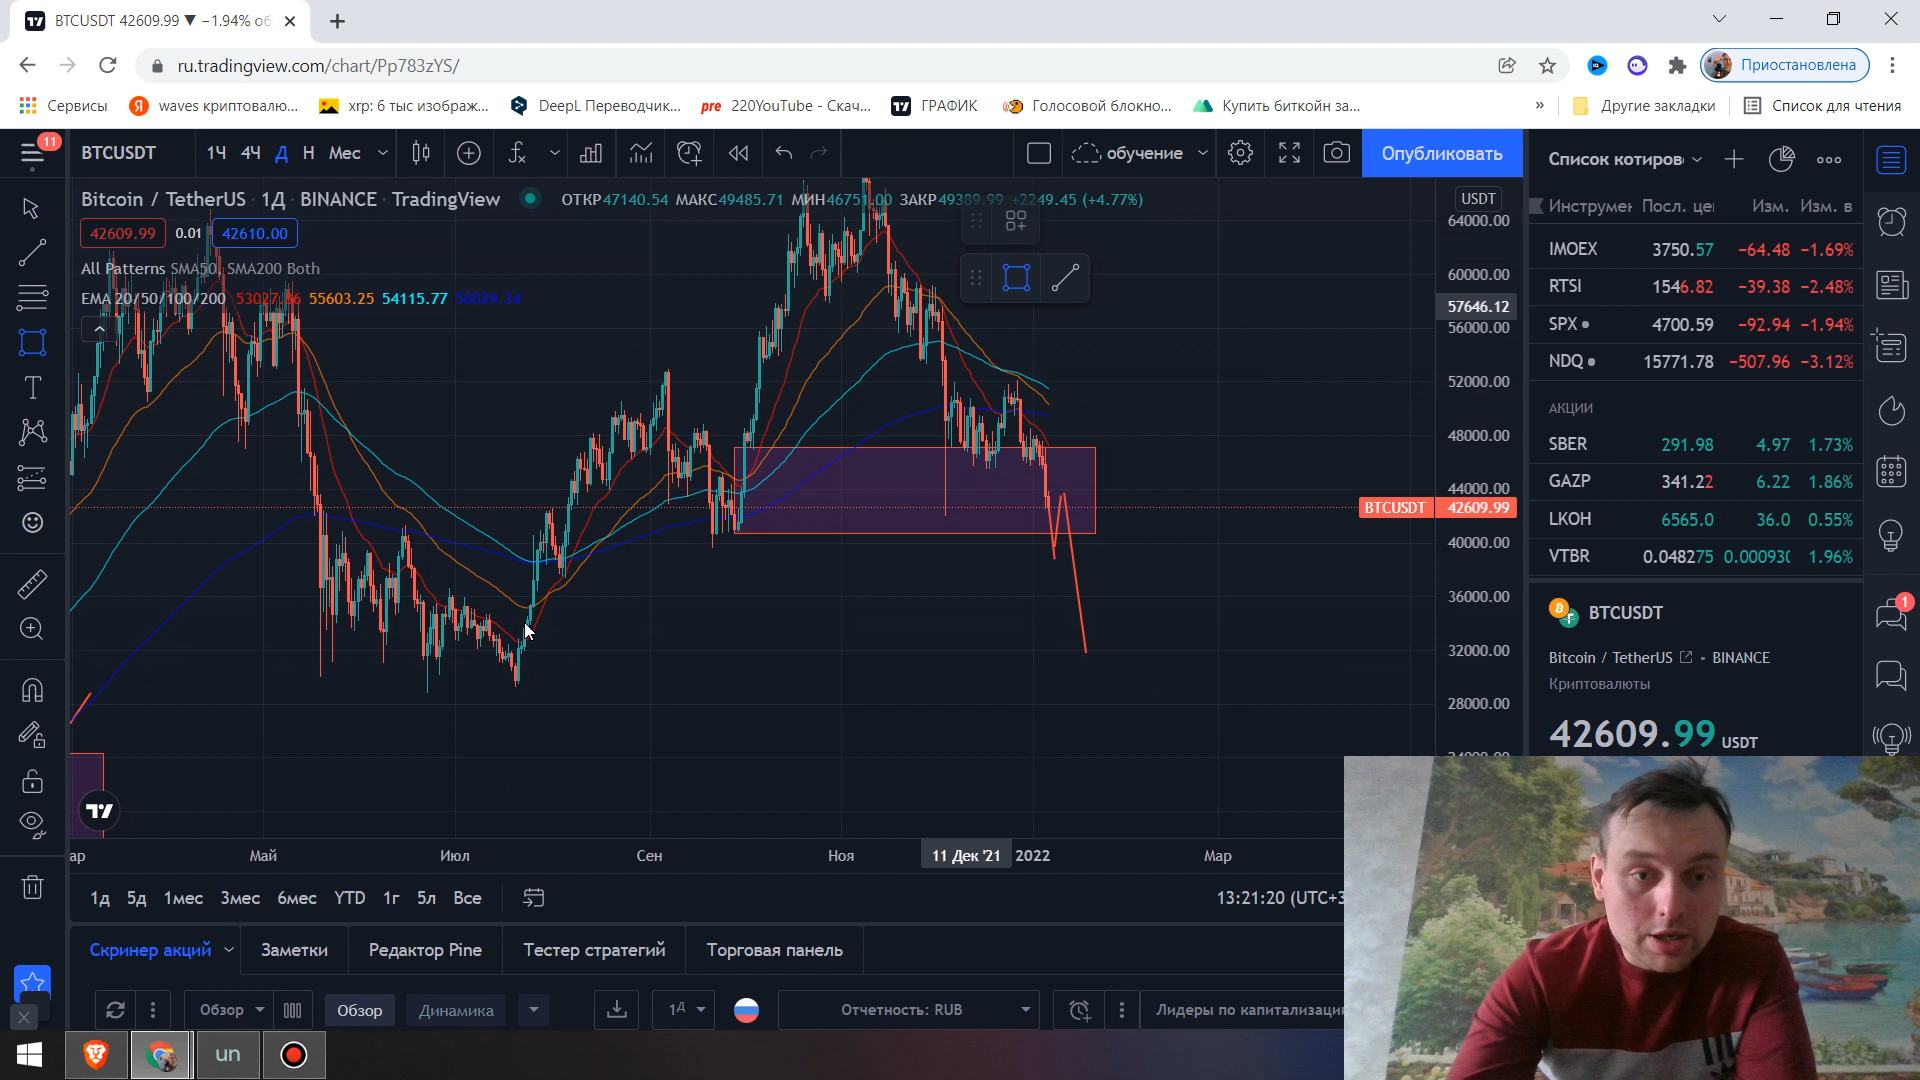 BTCUSDT 42609.99 ▼ −1.94% об
ru.tradingview.com/chart/Pp783zYS/
Приостановлена
Сервисы
waves криптовалю...
xrp: 6 тыс изображ...
DeepL Переводчик...
pre 220YouTube - Скач...
ГРАФИК
Голосовой блокно...
Купить биткойн за...
»
Другие закладки
Список для чтения
11
BTCUSDT
1Ч 4Ч Д Н Мес
обучение
Опубликовать
Список котиров
Bitcoin / TetherUS · 1Д · BINANCE · TradingView
ОТКР47140.54 МАКС49485.71 МИН46751.00 ЗАКР49389.99 +2249.45 (+4.77%)
42609.99 0.01 42610.00
All Patterns SMA50, SMA200 Both
EMA 20/50/100/200 55603.25 54115.77
USDT
64000.00
60000.00
57646.12
56000.00
52000.00
48000.00
44000.00
BTCUSDT 42609.99
40000.00
36000.00
32000.00
28000.00
Посл. це Изм. Изм. в
IMOEX 3750.57 −64.48 −1.69%
RTSI 1546.82 −39.38 −2.48%
SPX 4700.59 −92.94 −1.94%
NDQ 15771.78 −507.96 −3.12%
АКЦИИ
SBER 291.98 4.97 1.73%
GAZP 341.22 6.22 1.86%
LKOH 6565.0 36.0 0.55%
VTBR 0.048275 0.000930 1.96%
1
BTCUSDT
Bitcoin / TetherUS · BINANCE
Криптовалюты
42609.99 USDT
ар Май Июл Сен Ноя 11 Дек '21 2022 Мар
1д 5д 1мес 3мес 6мес YTD 1г 5л Все
13:21:20 (UTC+3
Скринер акций
Заметки
Редактор Pine
Тестер стратегий
Торговая панель
Обзор
Обзор
Динамика
1Д
Отчетность: RUB
Лидеры по капитализации
un